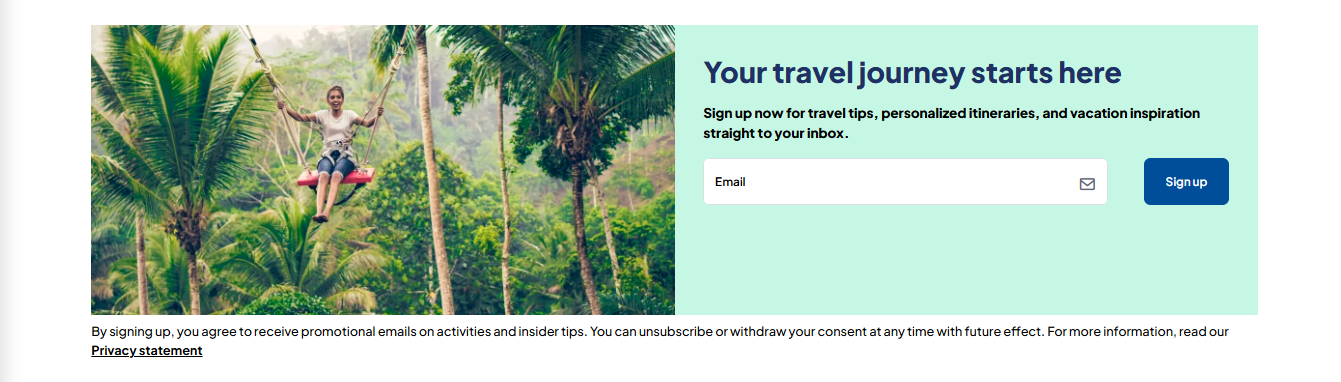 Your travel journey starts here
Sign up now for travel tips, personalized itineraries, and vacation inspiration
straight to your inbox.
Email
Sign up
By signing up, you agree to receive promotional emails on activities and insider tips. You can unsubscribe or withdraw your consent at any time with future effect. For more information, read our
Privacy statement